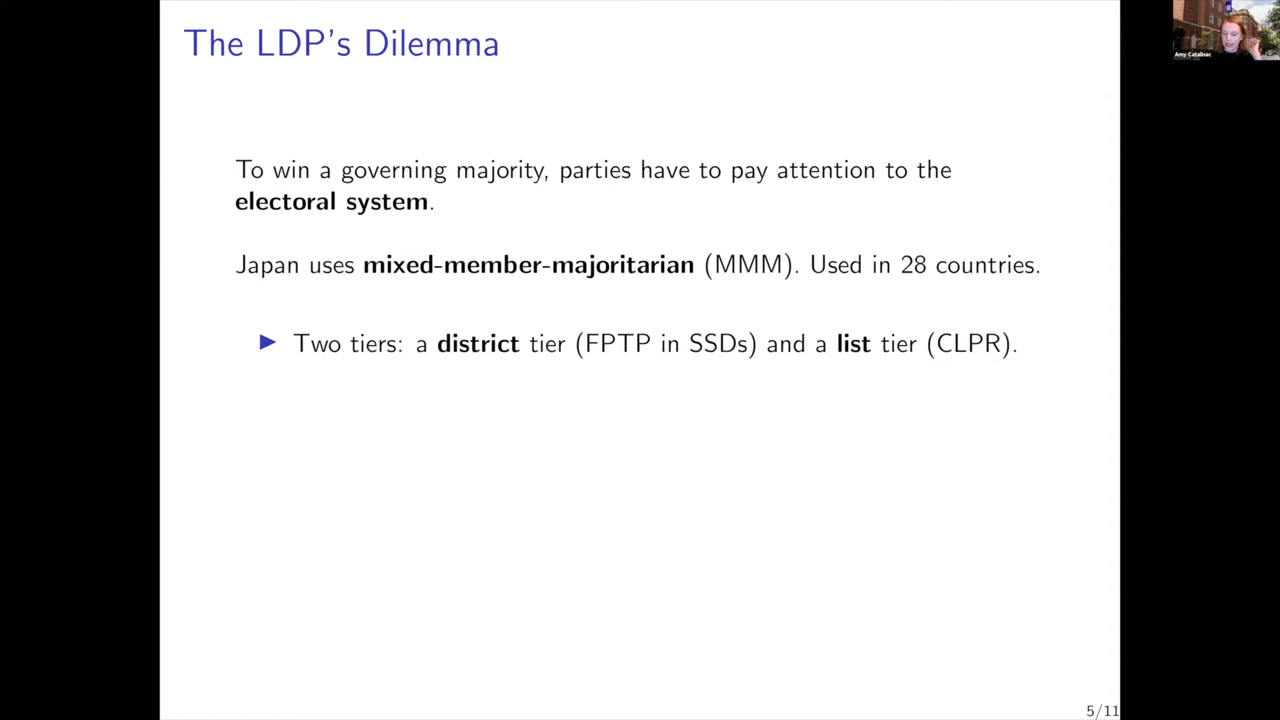 The LDP's Dilemma
Amy Catalinac
To win a governing majority, parties have to pay attention to the
electoral system.
Japan uses mixed-member-majoritarian (MMM). Used in 28 countries.
▶ Two tiers: a district tier (FPTP in SSDs) and a list tier (CLPR).
5/11